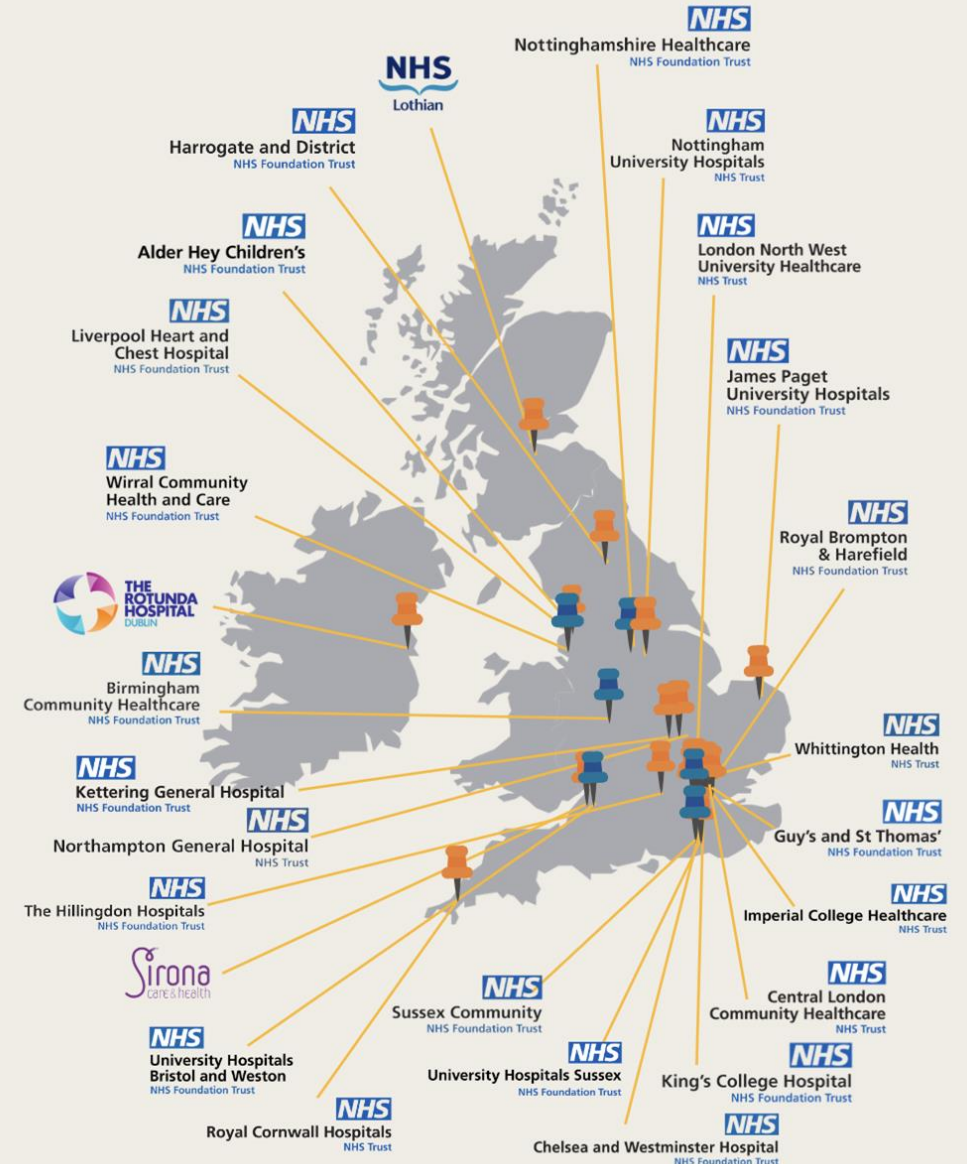 NHS
Nottinghamshire Healthcare
NHS Foundation Trust
NHS
Lothian
NHS
Harrogate and District
NHS Foundation Trust
NHS
Nottingham
University Hospitals
NHS Trust
NHS
Alder Hey Children's
NHS Foundation Trust
NHS
London North West
University Healthcare
NHS Trust
NHS
Liverpool Heart and
Chest Hospital
NHS Foundation Trust
NHS
James Paget
University Hospitals
NHS Foundation Trust
NHS
Wirral Community
Health and Care
NHS Foundation Trust
NHS
Royal Brompton
& Harefield
NHS Foundation Trust
THE
ROTUNDA
HOSPITAL
DUBLIN
NHS
Birmingham
Community Healthcare
NHS Foundation Trust
NHS
Whittington Health
NHS Trust
NHS
Kettering General Hospital
NHS Foundation Trust
NHS
Northampton General Hospital
NHS Trust
NHS
Guy's and St Thomas'
NHS Foundation Trust
NHS
The Hillingdon Hospitals
NHS Foundation Trust
NHS
Imperial College Healthcare
NHS Trust
Sirona
care & health
NHS
Sussex Community
NHS Foundation Trust
NHS
Central London
Community Healthcare
NHS Trust
NHS
University Hospitals
Bristol and Weston
NHS Foundation Trust
NHS
University Hospitals Sussex
NHS Foundation Trust
NHS
King's College Hospital
NHS Foundation Trust
NHS
Royal Cornwall Hospitals
NHS Trust
NHS
Chelsea and Westminster Hospital
NHS Foundation Trust